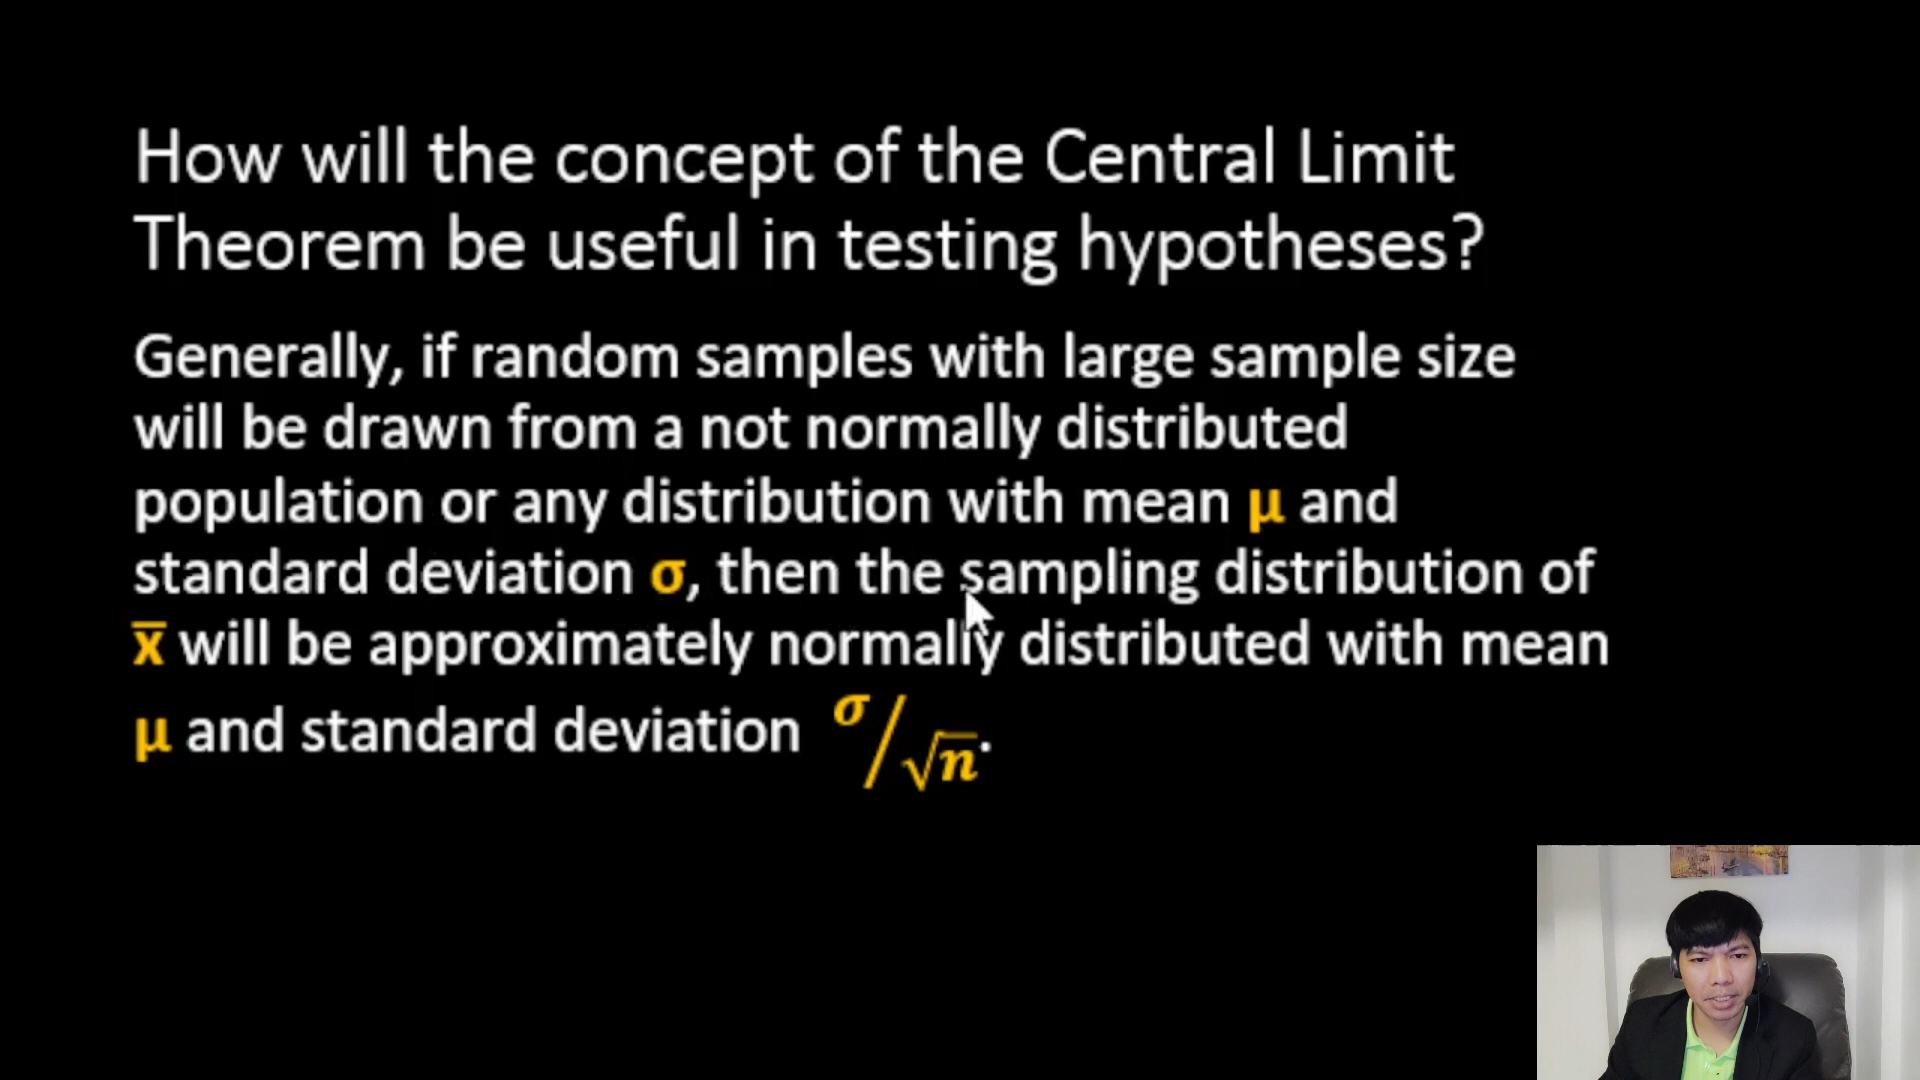 How will the concept of the Central Limit
Theorem be useful in testing hypotheses?
Generally, if random samples with large sample size
will be drawn from a not normally distributed
population or any distribution with mean μ and
standard deviation σ, then the sampling distribution of
x̅ will be approximately normally distributed with mean
μ and standard deviation σ/√n.